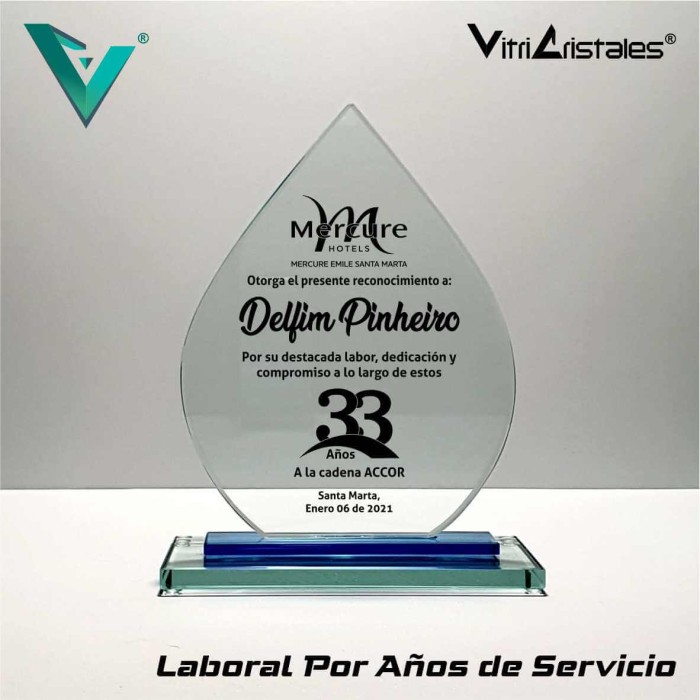 ®
VitriCristales®
Mercure
HOTELS
MERCURE EMILE SANTA MARTA
Otorga el presente reconocimiento a:
Delfim Pinheiro
Por su destacada labor, dedicación y
compromiso a lo largo de estos
33
Años
A la cadena ACCOR
Santa Marta,
Enero 06 de 2021
Laboral Por Años de Servicio